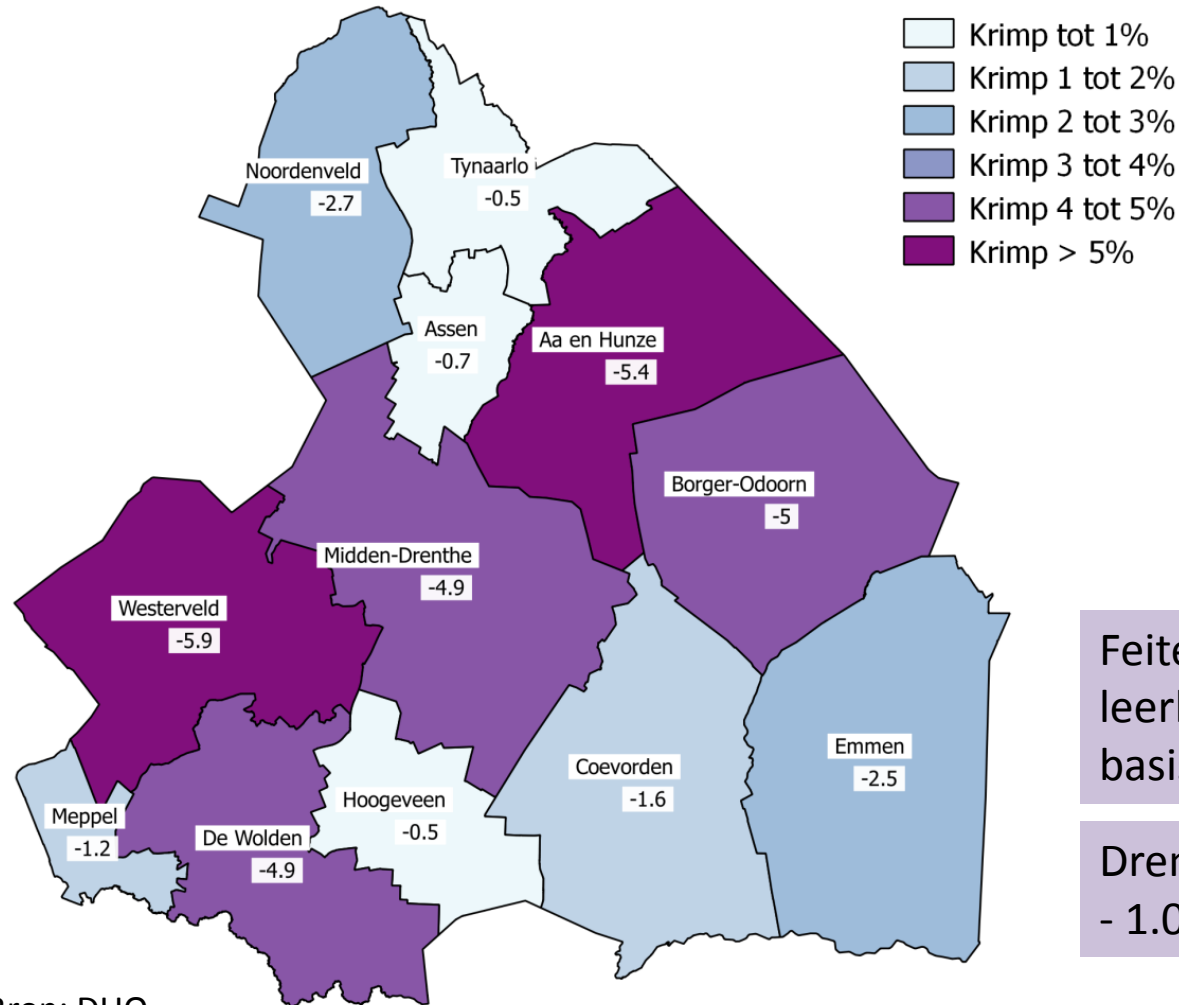 Krimp tot 1%
Krimp 1 tot 2%
Krimp 2 tot 3%
Krimp 3 tot 4%
Krimp 4 tot 5%
Krimp > 5%
Noordenveld
-2.7
Tynaarlo
-0.5
Assen
-0.7
Aa en Hunze
-5.4
Borger-Odoorn
-5
Midden-Drenthe
-4.9
Westerveld
-5.9
Emmen
-2.5
Coevorden
-1.6
Hoogeveen
-0.5
Meppel
-1.2
De Wolden
-4.9
- 1.0